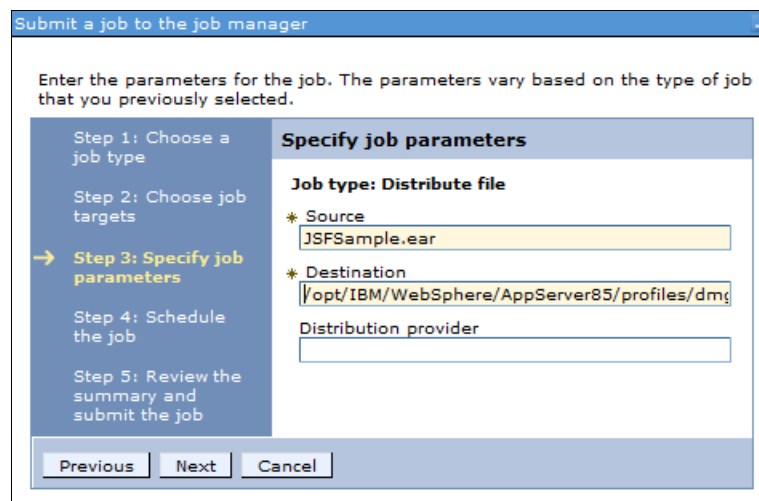 Submit a job to the job manager
Enter the parameters for the job. The parameters vary based on the type of job
that you previously selected.
Step 1: Choose a
job type
Step 2: Choose job
targets
Step 3: Specify job
parameters
Step 4: Schedule
the job
Step 5: Review the
summary and
submit the job
Specify job parameters
Job type: Distribute file
* Source
JSFSample.ear
* Destination
/opt/IBM/WebSphere/AppServer85/profiles/dmg
Distribution provider
Previous Next Cancel